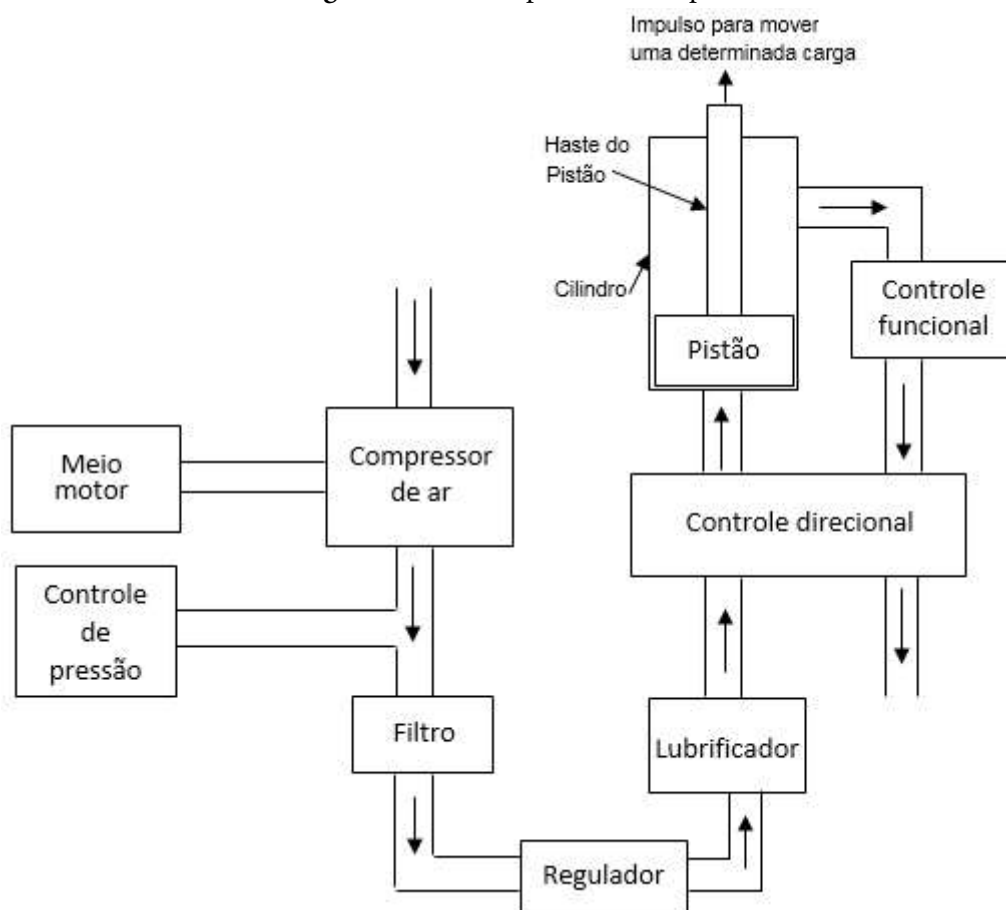 Impulso para mover
uma determinada carga
Haste do
Pistão
Cilindro
Controle
funcional
Pistão
Meio
motor
Compressor
de ar
Controle direcional
Controle
de
pressão
Filtro
Lubrificador
Regulador